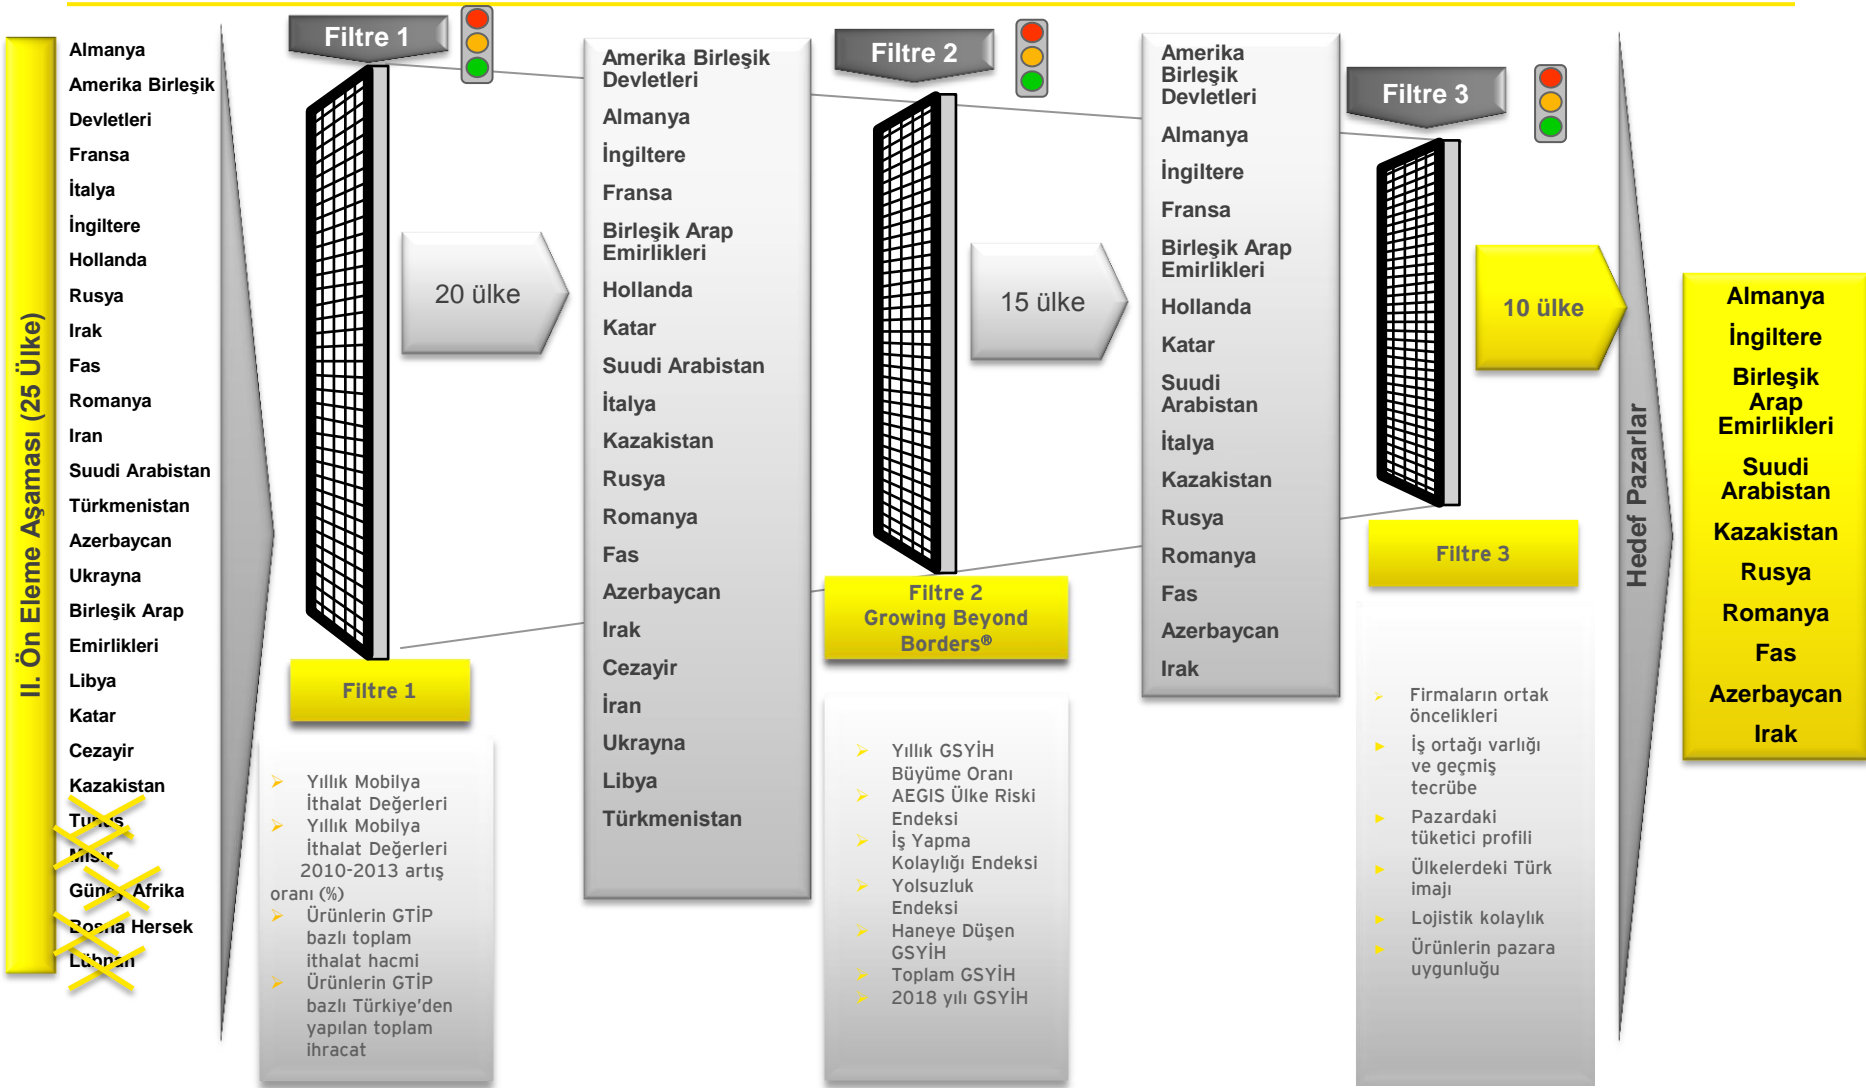 II. Ön Eleme Aşaması (25 Ülke)
Almanya
Amerika Birleşik
Devletleri
Fransa
İtalya
İngiltere
Hollanda
Rusya
Irak
Fas
Romanya
Iran
Suudi Arabistan
Türkmenistan
Azerbaycan
Ukrayna
Birleşik Arap
Emirlikleri
Libya
Katar
Cezayir
Kazakistan
Tunus
Mısır
Güney Afrika
Bosna Hersek
Lübnan
Filtre 1
Filtre 1
Yıllık Mobilya
İthalat Değerleri
Yıllık Mobilya
İthalat Değerleri
2010-2013 artış
oranı (%)
Ürünlerin GTİP
bazlı toplam
ithalat hacmi
Ürünlerin GTİP
bazlı Türkiye’den
yapılan toplam
ihracat
20 ülke
Amerika Birleşik
Devletleri
Almanya
İngiltere
Fransa
Birleşik Arap
Emirlikleri
Hollanda
Katar
Suudi Arabistan
İtalya
Kazakistan
Rusya
Romanya
Fas
Azerbaycan
Irak
Cezayir
İran
Ukrayna
Libya
Türkmenistan
Filtre 2
Filtre 2
Growing Beyond
Borders®
Yıllık GSYİH
Büyüme Oranı
AEGIS Ülke Riski
Endeksi
İş Yapma
Kolaylığı Endeksi
Yolsuzluk
Endeksi
Haneye Düşen
GSYİH
Toplam GSYİH
2018 yılı GSYİH
15 ülke
Amerika
Birleşik
Devletleri
Almanya
İngiltere
Fransa
Birleşik Arap
Emirlikleri
Hollanda
Katar
Suudi
Arabistan
İtalya
Kazakistan
Rusya
Romanya
Fas
Azerbaycan
Irak
Filtre 3
Filtre 3
Firmaların ortak
öncelikleri
İş ortağı varlığı
ve geçmiş
tecrübe
Pazardaki
tüketici profili
Ülkelerdeki Türk
imajı
Lojistik kolaylık
Ürünlerin pazara
uygunluğu
10 ülke
Hedef Pazarlar
Almanya
İngiltere
Birleşik
Arap
Emirlikleri
Suudi
Arabistan
Kazakistan
Rusya
Romanya
Fas
Azerbaycan
Irak